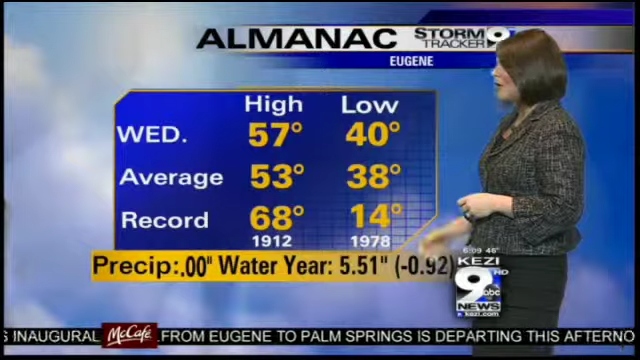 ALMANAC
STORM 9
TRACKER
EUGENE
High Low
WED. 57° 40°
Average 53° 38°
Record 68° 14°
1912 1978
Precip:.00" Water Year: 5.51" (-0.92)
6:09 46°
KEZI
9 HD
abc
NEWS
kezi.com
S INAUGURAL McCafé FROM EUGENE TO PALM SPRINGS IS DEPARTING THIS AFTERNO